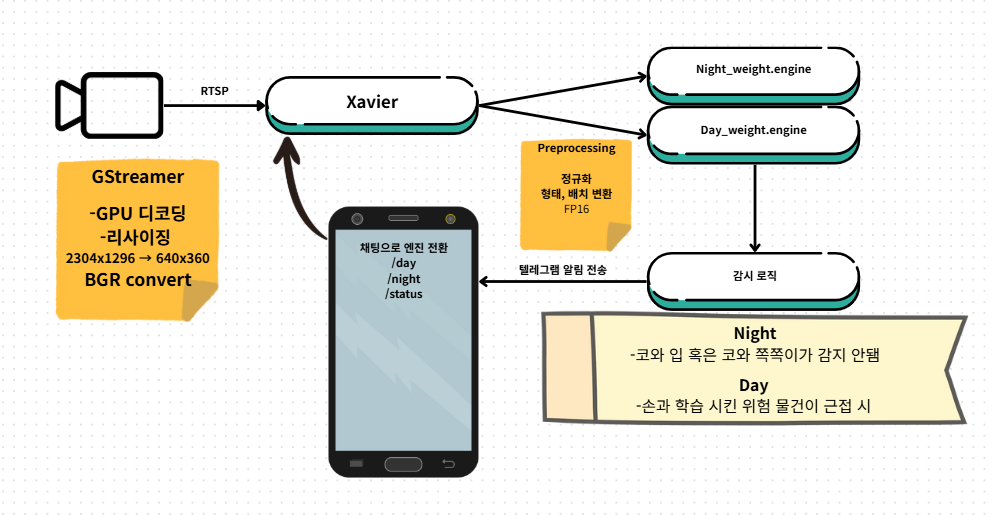 RTSP
Xavier
Night_weight.engine
Day_weight.engine
GStreamer
-GPU 디코딩
-리사이징
2304x1296 → 640x360
BGR convert
Preprocessing
정규화
형태, 배치 변환
FP16
채팅으로 엔진 전환
/day
/night
/status
텔레그램 알림 전송
감시 로직
Night
-코와 입 혹은 코와 쪽쪽이가 감지 안됌
Day
-손과 학습 시킨 위험 물건이 근접 시